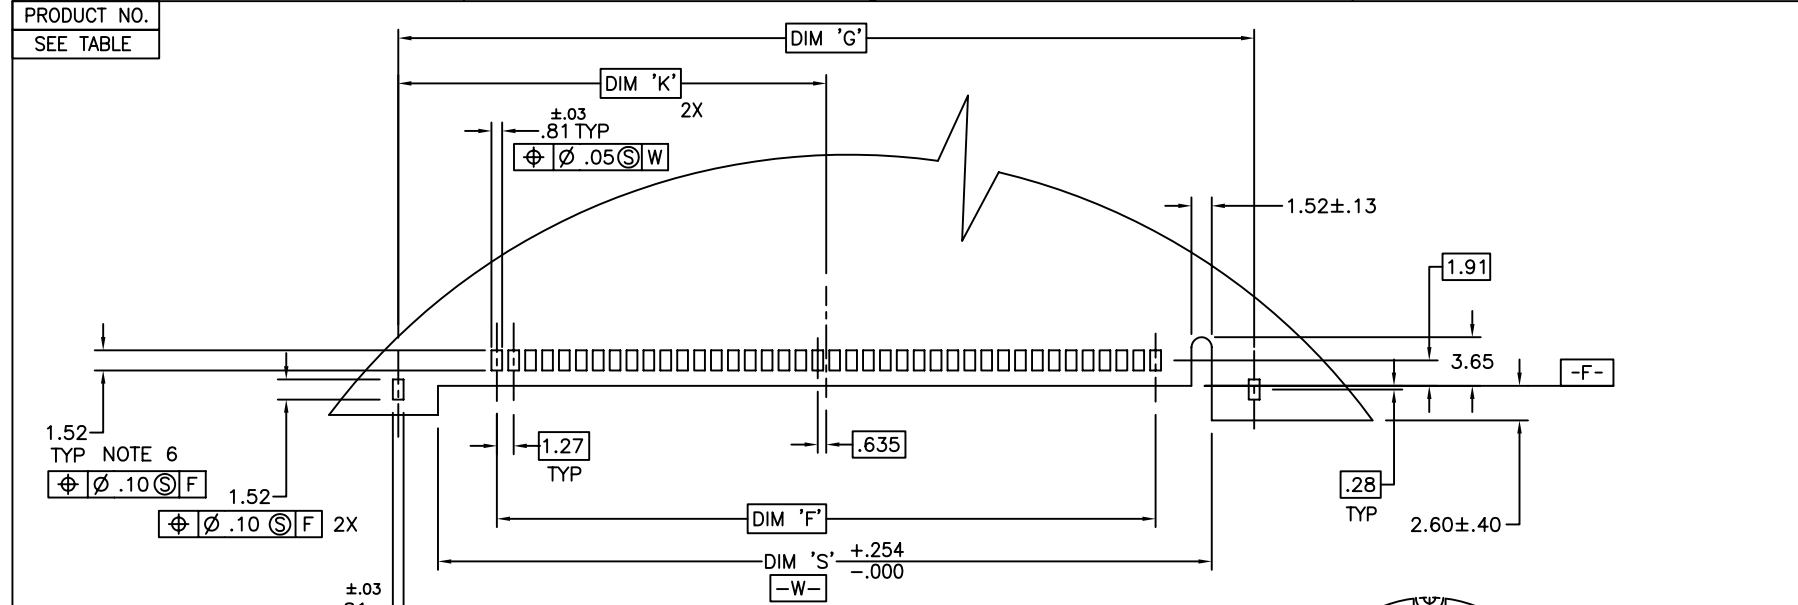 PRODUCT NO.
SEE TABLE
DIM 'G'
DIM 'K'
2X
±.03
.81 TYP
⌖ Ø .05 Ⓢ W
1.52±.13
1.91
3.65
-F-
1.52
TYP NOTE 6
⌖ Ø .10 Ⓢ F
1.52
⌖ Ø .10 Ⓢ F 2X
1.27
TYP
.635
.28
TYP
2.60±.40
DIM 'F'
DIM 'S' +.254
-.000
-W-
±.03